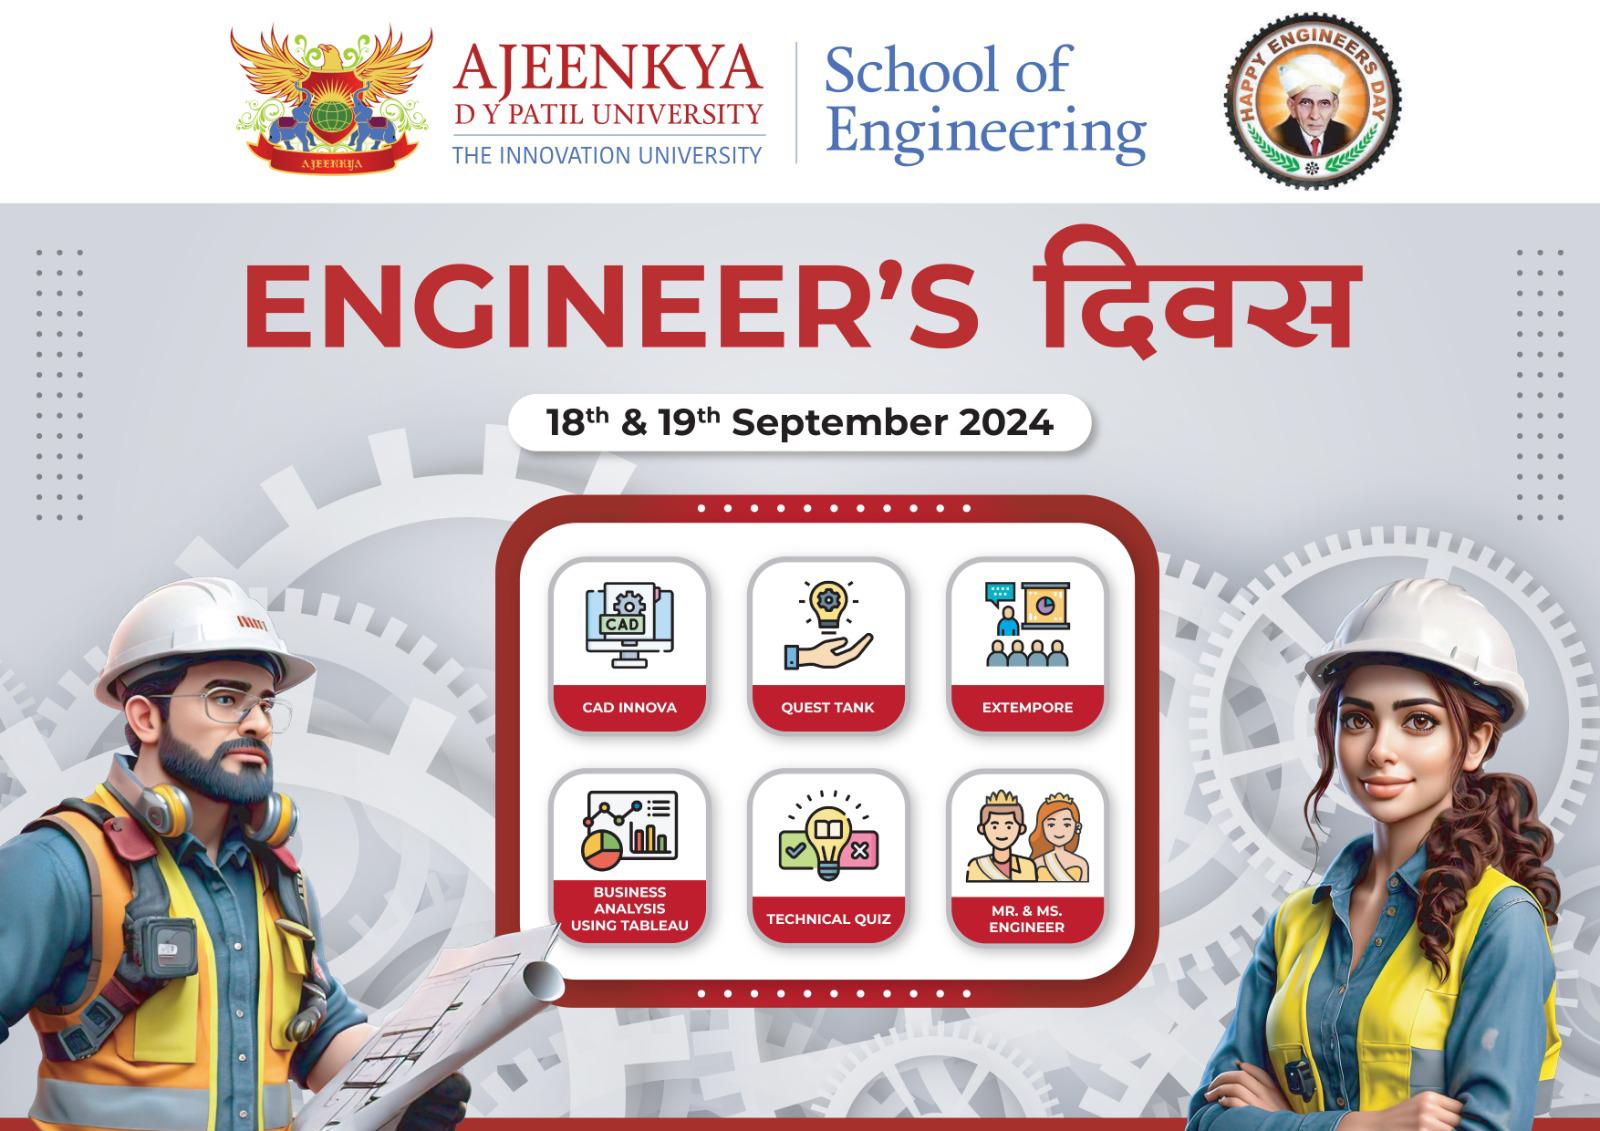 AJEENKYA
D Y PATIL UNIVERSITY
THE INNOVATION UNIVERSITY
AJEENKYA
School of
Engineering
HAPPY ENGINEERS DAY
ENGINEER’S दिवस
18th & 19th September 2024
CAD
CAD INNOVA
QUEST TANK
EXTEMPORE
BUSINESS
ANALYSIS
USING TABLEAU
TECHNICAL QUIZ
MR. & MS.
ENGINEER